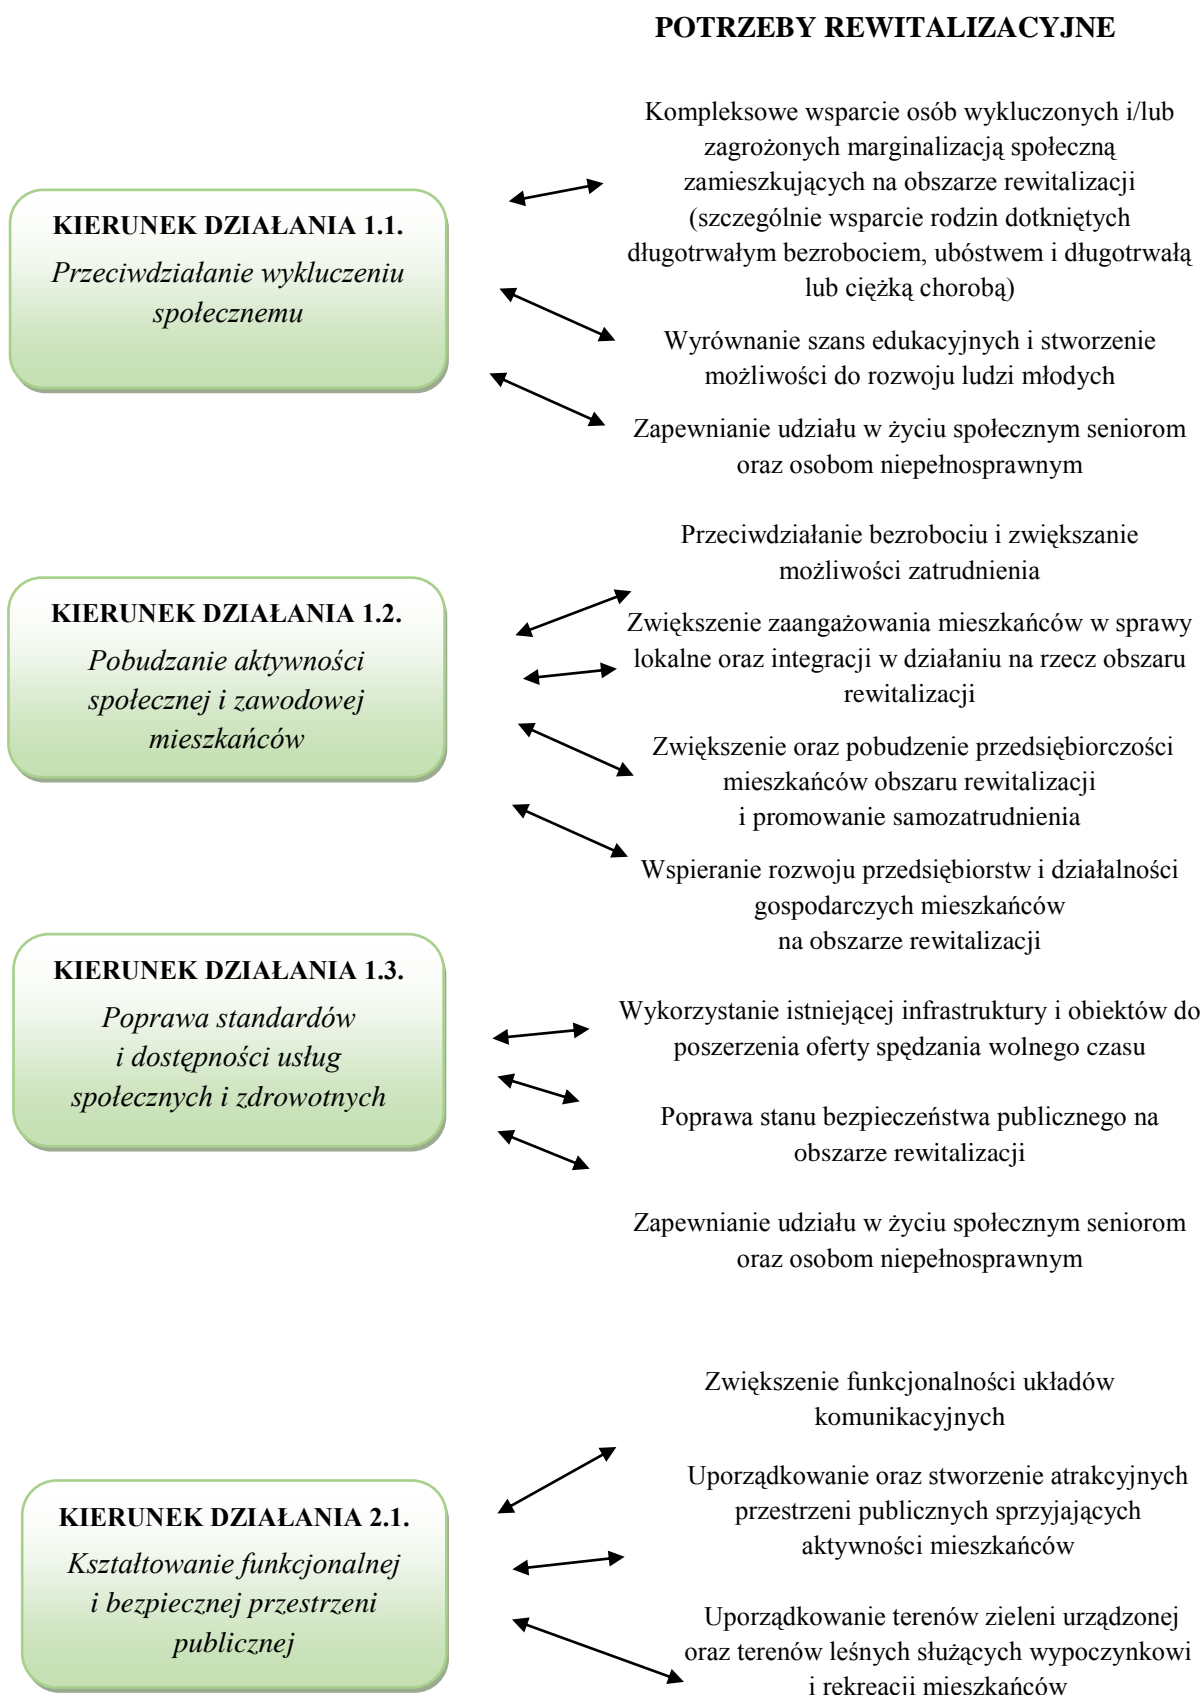 POTRZEBY REWITALIZACYJNE
KIERUNEK DZIAŁANIA 1.1.
Przeciwdziałanie wykluczeniu
społecznemu
Kompleksowe wsparcie osób wykluczonych i/lub
zagrożonych marginalizacją społeczną
zamieszkujących na obszarze rewitalizacji
(szczególnie wsparcie rodzin dotkniętych
długotrwałym bezrobociem, ubóstwem i długotrwałą
lub ciężką chorobą)
Wyrównanie szans edukacyjnych i stworzenie
możliwości do rozwoju ludzi młodych
Zapewnianie udziału w życiu społecznym seniorom
oraz osobom niepełnosprawnym
KIERUNEK DZIAŁANIA 1.2.
Pobudzanie aktywności
społecznej i zawodowej
mieszkańców
Przeciwdziałanie bezrobociu i zwiększanie
możliwości zatrudnienia
Zwiększenie zaangażowania mieszkańców w sprawy
lokalne oraz integracji w działaniu na rzecz obszaru
rewitalizacji
Zwiększenie oraz pobudzenie przedsiębiorczości
mieszkańców obszaru rewitalizacji
i promowanie samozatrudnienia
Wspieranie rozwoju przedsiębiorstw i działalności
gospodarczych mieszkańców
na obszarze rewitalizacji
KIERUNEK DZIAŁANIA 1.3.
Poprawa standardów
i dostępności usług
społecznych i zdrowotnych
Wykorzystanie istniejącej infrastruktury i obiektów do
poszerzenia oferty spędzania wolnego czasu
Poprawa stanu bezpieczeństwa publicznego na
obszarze rewitalizacji
Zapewnianie udziału w życiu społecznym seniorom
oraz osobom niepełnosprawnym
KIERUNEK DZIAŁANIA 2.1.
Kształtowanie funkcjonalnej
i bezpiecznej przestrzeni
publicznej
Zwiększenie funkcjonalności układów
komunikacyjnych
Uporządkowanie oraz stworzenie atrakcyjnych
przestrzeni publicznych sprzyjających
aktywności mieszkańców
Uporządkowanie terenów zieleni urządzonej
oraz terenów leśnych służących wypoczynkowi
i rekreacji mieszkańców